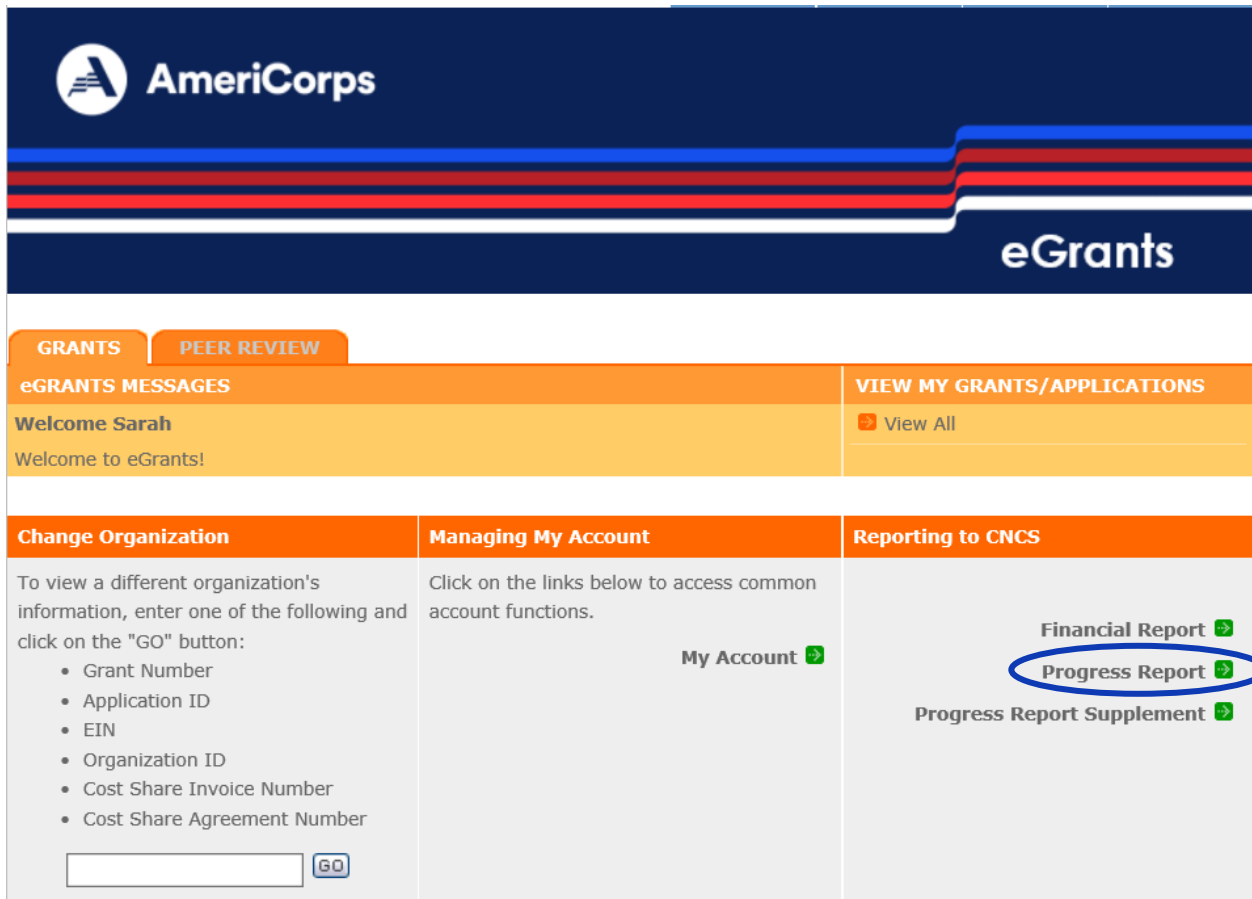 AmeriCorps
eGrants
GRANTS
PEER REVIEW
eGRANTS MESSAGES
Welcome Sarah
Welcome to eGrants!
VIEW MY GRANTS/APPLICATIONS
View All
Change Organization
To view a different organization's
information, enter one of the following and
click on the "GO" button:
• Grant Number
• Application ID
• EIN
• Organization ID
• Cost Share Invoice Number
• Cost Share Agreement Number
GO
Managing My Account
Click on the links below to access common
account functions.
My Account
Reporting to CNCS
Financial Report
Progress Report
Progress Report Supplement